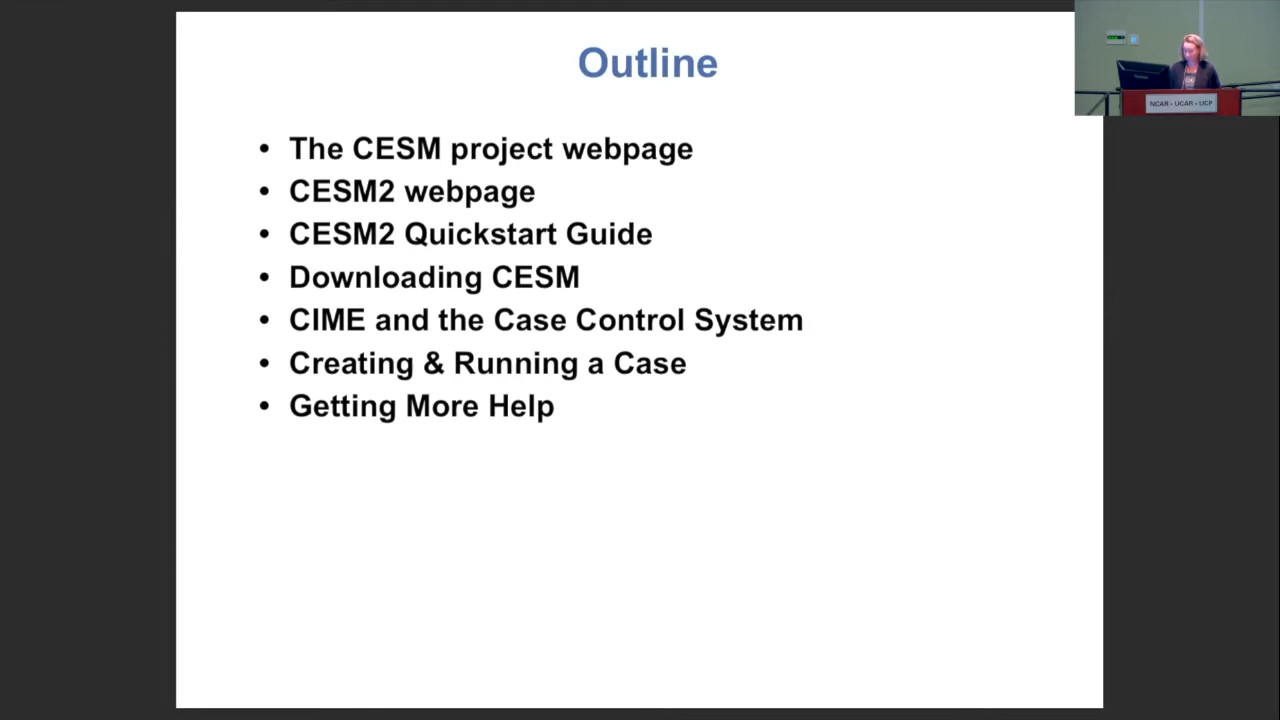 Outline
• The CESM project webpage
• CESM2 webpage
• CESM2 Quickstart Guide
• Downloading CESM
• CIME and the Case Control System
• Creating & Running a Case
• Getting More Help
NCAR • UCAR • UCP